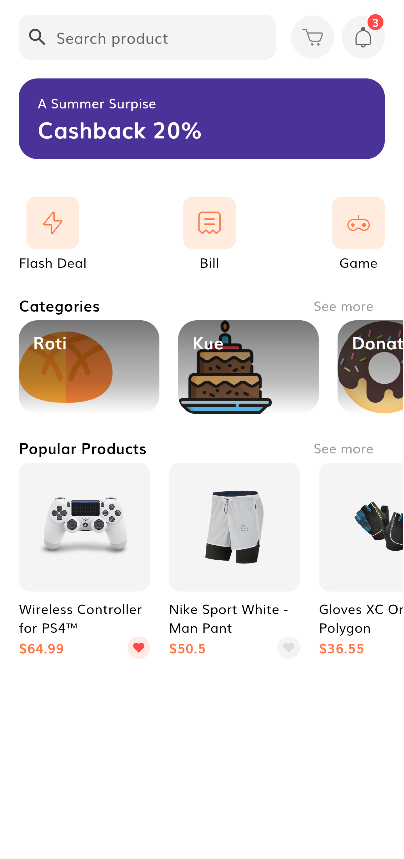 Search product
3
A Summer Surpise
Cashback 20%
Flash Deal
Bill
Game
Categories
See more
Roti
Kue
Donat
Popular Products
See more
Wireless Controller
for PS4™
$64.99
Nike Sport White -
Man Pant
$50.5
Gloves XC Or
Polygon
$36.55